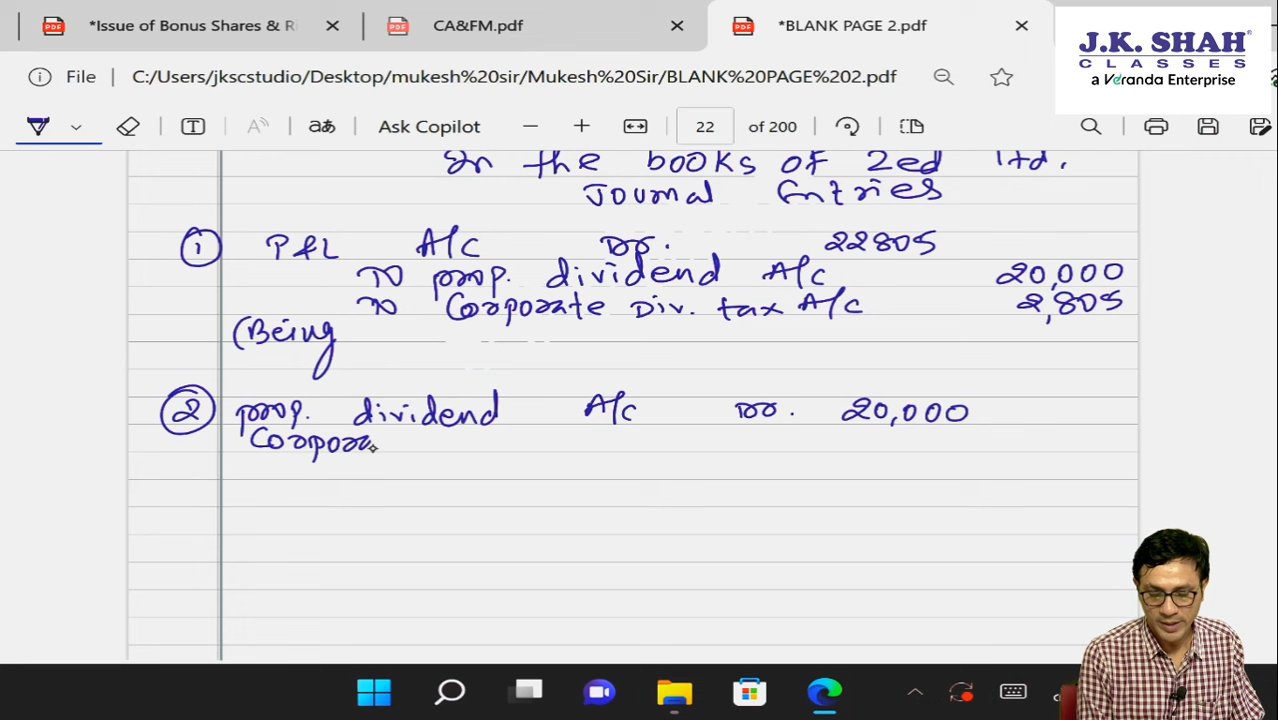 *Issue of Bonus Shares & Ri
CA&FM.pdf
*BLANK PAGE 2.pdf
J.K. SHAH
CLASSES
a Veranda Enterprise
File
C:/Users/jkscstudio/Desktop/mukesh%20sir/Mukesh%20Sir/BLANK%20PAGE%202.pdf
aあ
Ask Copilot
22 of 200
In the books of Zed ltd.
Journal Entries
1 P&L A/c Dr. 22805
To prop. dividend A/c 20,000
To Corporate Div. tax A/c 2,805
(Being
2 prop. dividend A/c Dr. 20,000
Corpora